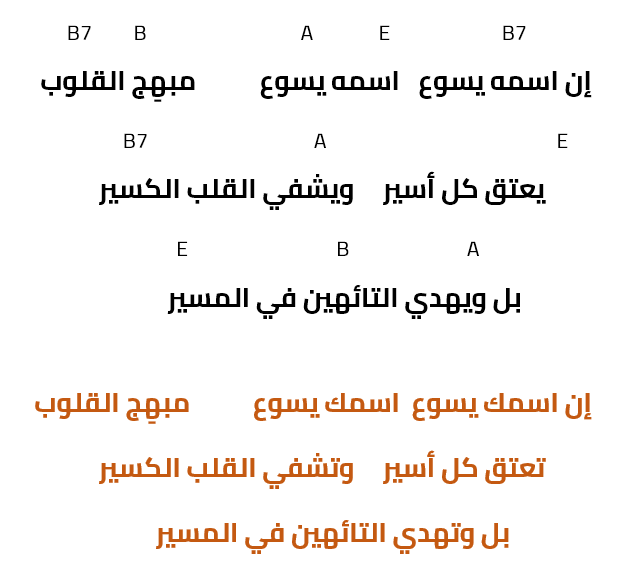 B7 B A E B7
إن اسمه يسوع اسمه يسوع مبهِج القلوب
B7 A E
يعتق كل أسير ويشفي القلب الكسير
E B A
بل ويهدي التائهين في المسير
إن اسمك يسوع اسمك يسوع مبهِج القلوب
تعتق كل أسير وتشفي القلب الكسير
بل وتهدي التائهين في المسير